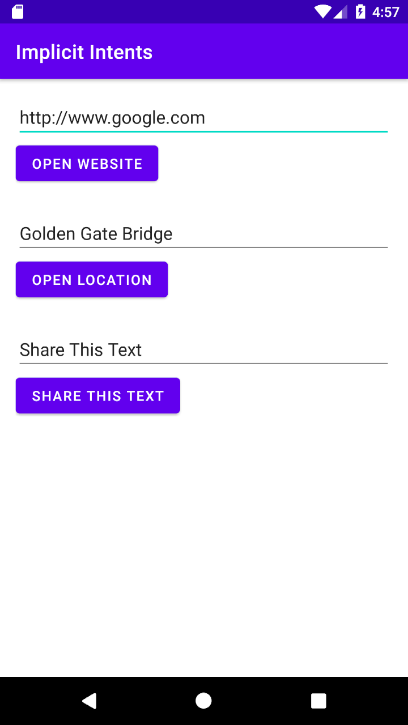 4:57
Implicit Intents
http://www.google.com
OPEN WEBSITE
Golden Gate Bridge
OPEN LOCATION
Share This Text
SHARE THIS TEXT